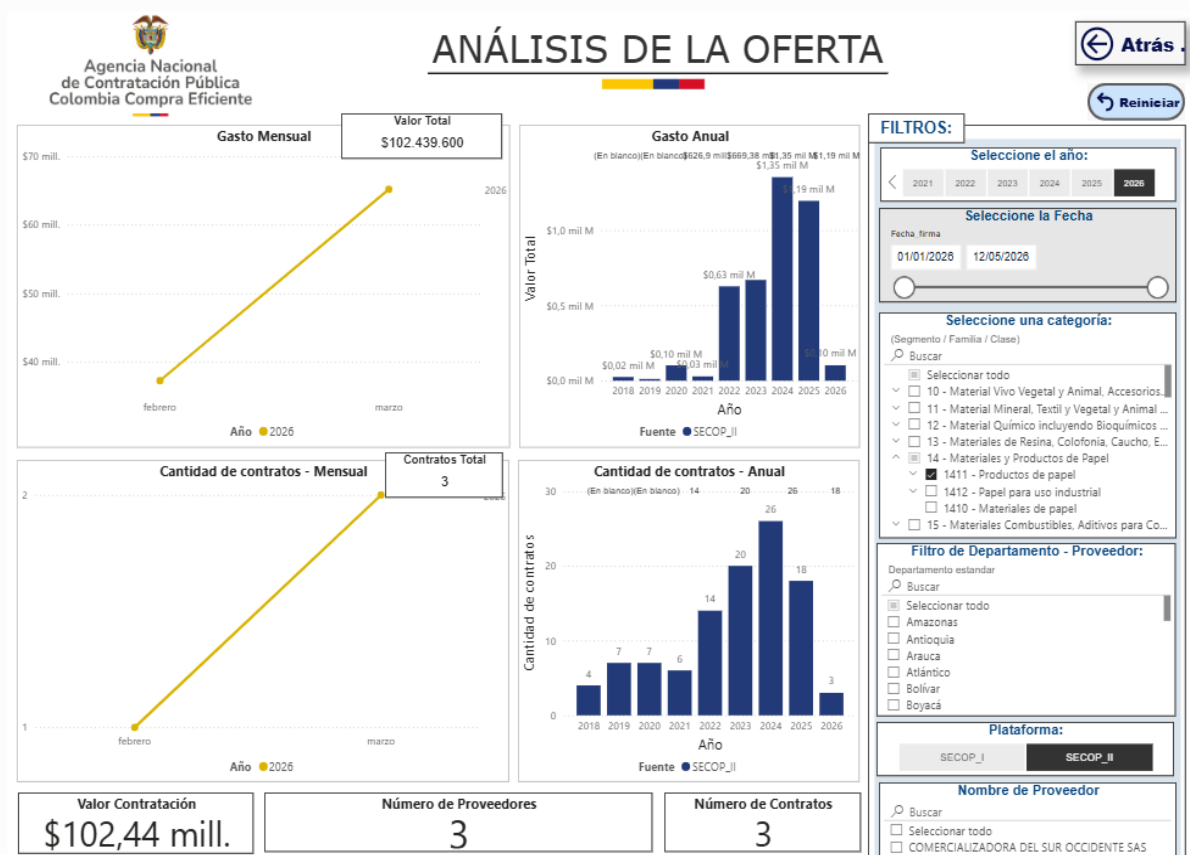 Agencia Nacional
de Contratación Pública
Colombia Compra Eficiente
ANÁLISIS DE LA OFERTA
Atrás .
Reiniciar
Gasto Mensual
Valor Total
$102.439.600
$70 mill.
$60 mill.
$50 mill.
$40 mill.
2026
febrero
marzo
Año 2026
Gasto Anual
(En blanco)(En blanco)$626,9 mill$669,38 m$1,35 mil M$1,19 mil M
$1,35 mil M
,19 mil M
$1,0 mil M
$0,63 mil M
$0,5 mil M
$0,10 mil M
$0,02 mil M
$0,03 mil M
,10 mil M
$0,0 mil M
Valor Total
2018 2019 2020 2021 2022 2023 2024 2025 2026
Año
Fuente SECOP_II
Cantidad de contratos - Mensual
Contratos Total
3
2
1
febrero
marzo
Año 2026
Cantidad de contratos - Anual
(En blanco)(En blanco) 14 20 26 18
30
20
10
0
4
7
7
6
14
20
26
18
3
Cantidad de contratos
2018 2019 2020 2021 2022 2023 2024 2025 2026
Año
Fuente SECOP_II
Valor Contratación
$102,44 mill.
Número de Proveedores
3
Número de Contratos
3
FILTROS:
Seleccione el año:
2021 2022 2023 2024 2025 2026
Seleccione la Fecha
Fecha_firma
01/01/2026 12/05/2026
Seleccione una categoría:
(Segmento / Familia / Clase)
Buscar
Seleccionar todo
10 - Material Vivo Vegetal y Animal, Accesorios...
11 - Material Mineral, Textil y Vegetal y Animal ...
12 - Material Químico incluyendo Bioquímicos ...
13 - Materiales de Resina, Colofonia, Caucho, E...
14 - Materiales y Productos de Papel
1411 - Productos de papel
1412 - Papel para uso industrial
1410 - Materiales de papel
15 - Materiales Combustibles, Aditivos para Co...
Filtro de Departamento - Proveedor:
Departamento estandar
Buscar
Seleccionar todo
Amazonas
Antioquia
Arauca
Atlántico
Bolívar
Boyacá
Plataforma:
SECOP_I SECOP_II
Nombre de Proveedor
Buscar
Seleccionar todo
COMERCIALIZADORA DEL SUR OCCIDENTE SAS